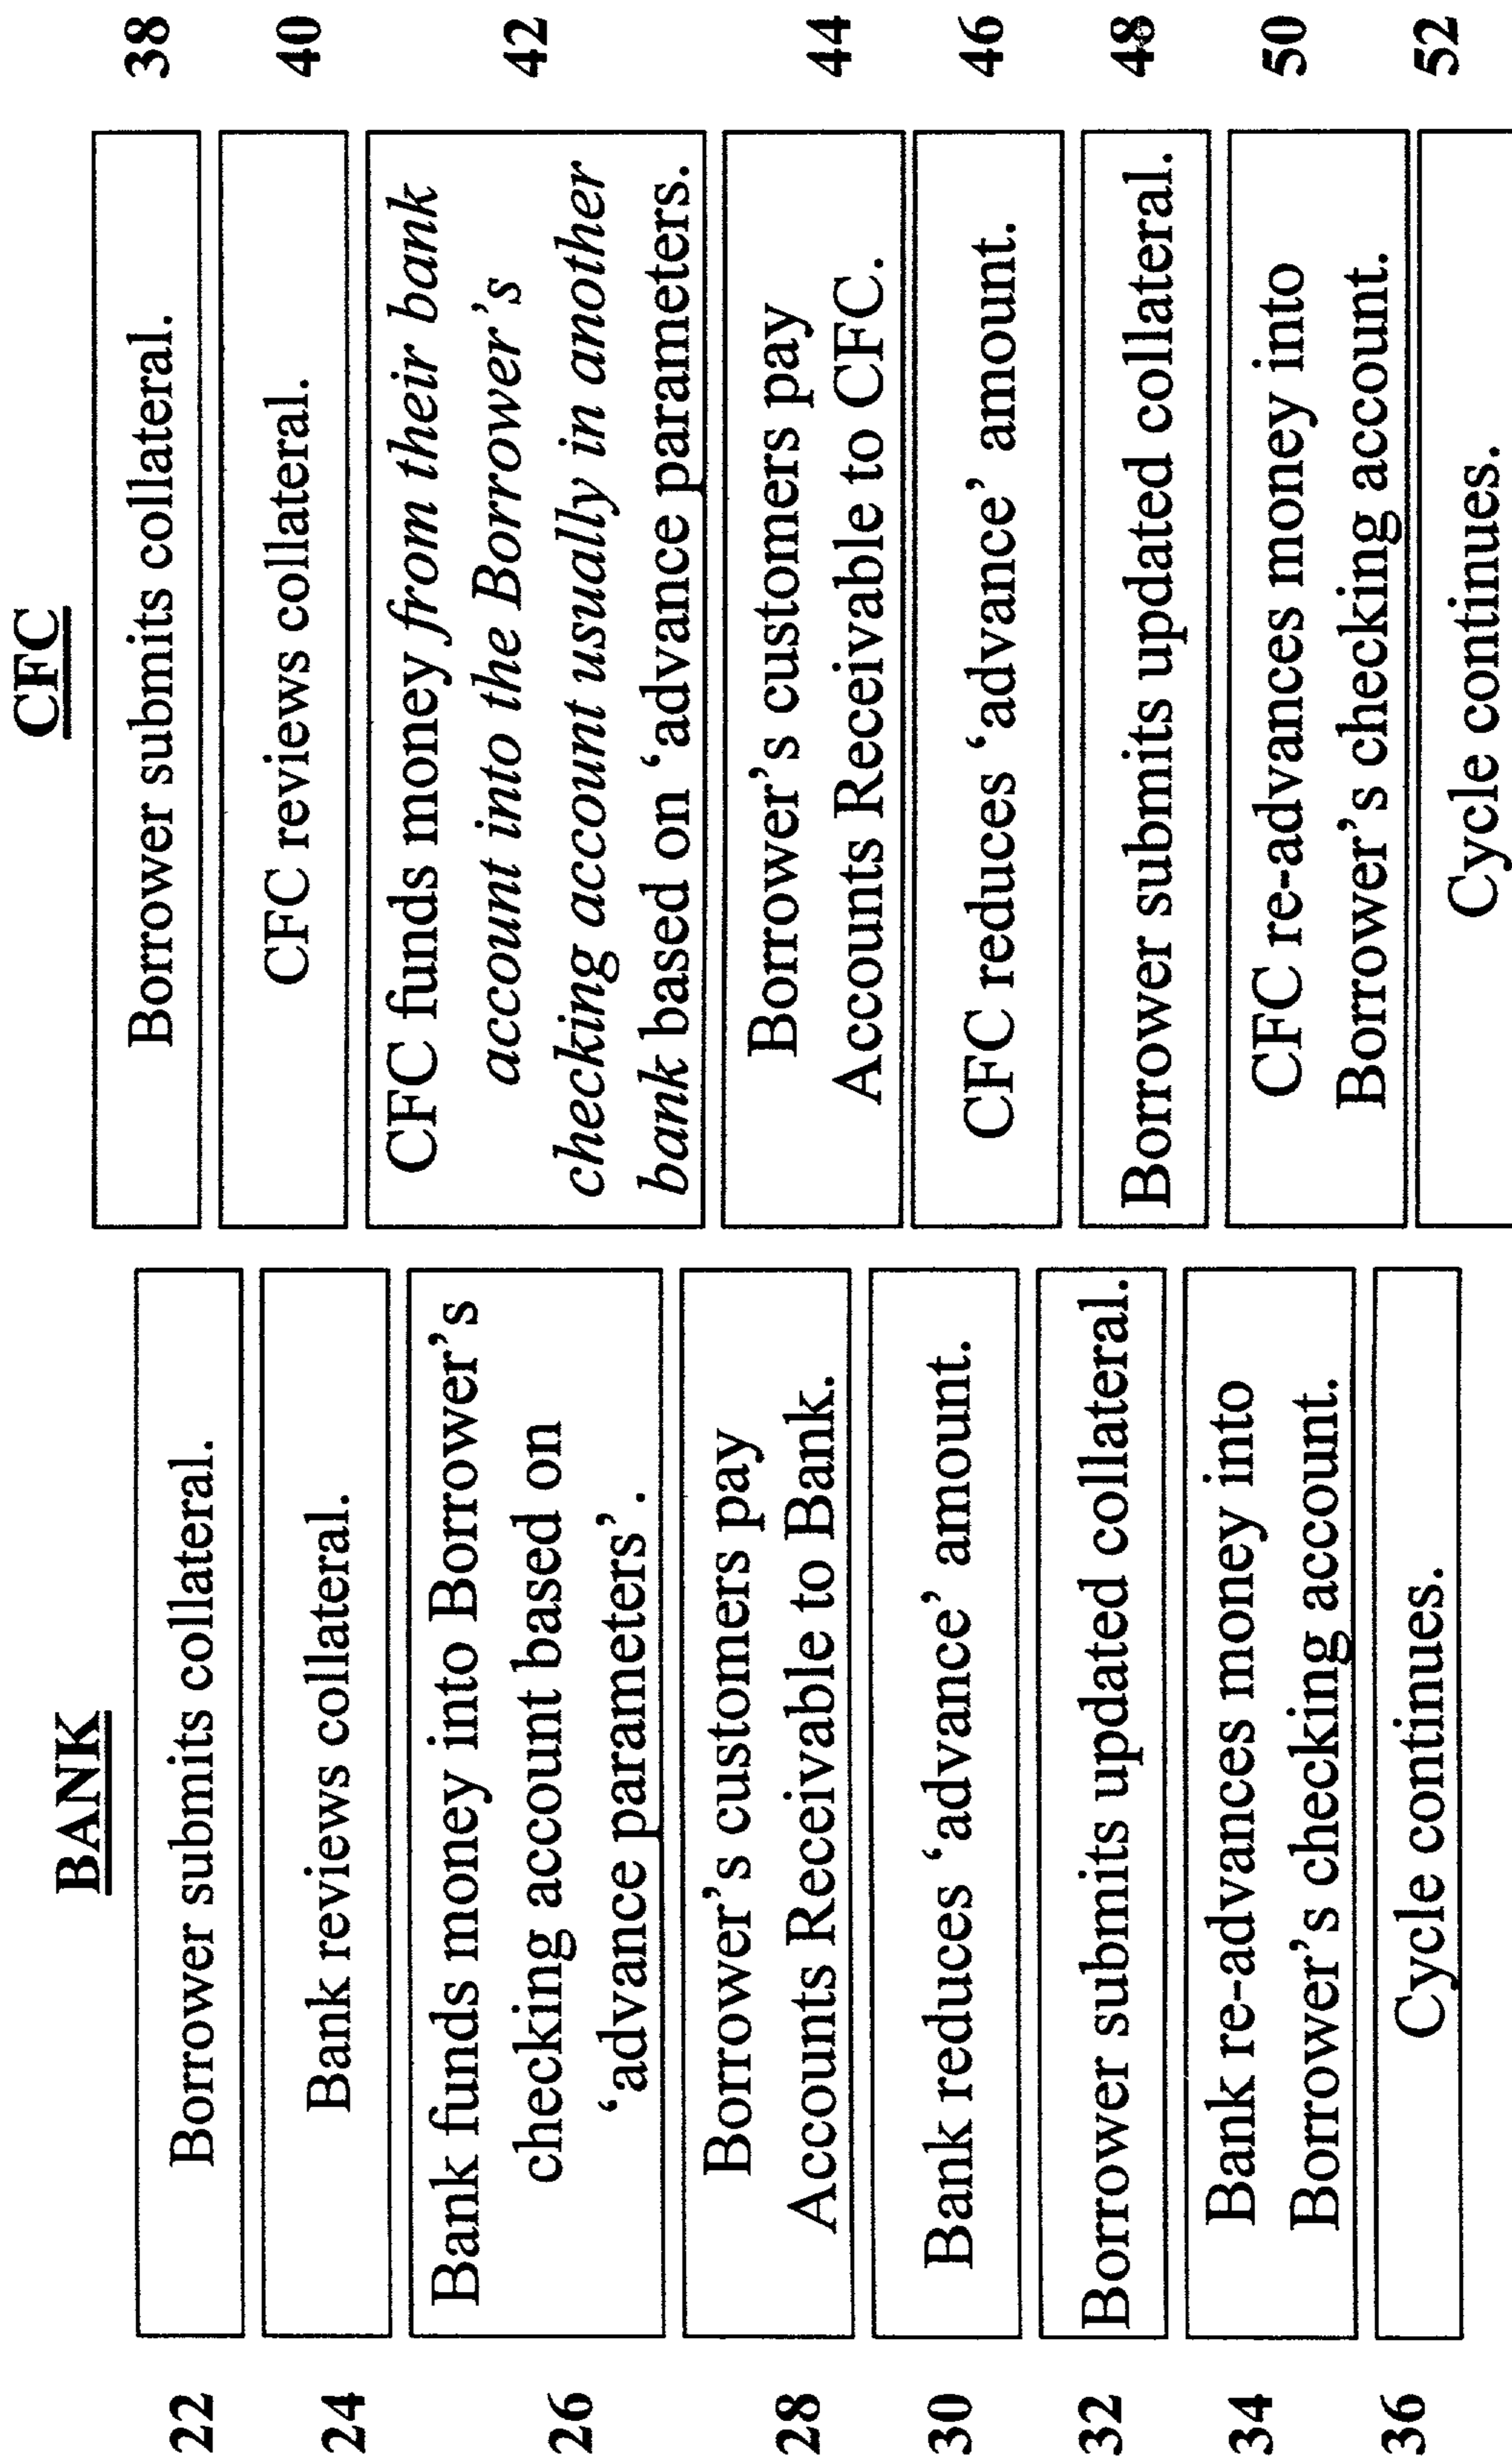 BANK
22
Borrower submits collateral.
24
Bank reviews collateral.
26
Bank funds money into Borrower's
checking account based on
‘advance parameters’.
28
Borrower's customers pay
Accounts Receivable to Bank.
30
Bank reduces ‘advance’ amount.
32
Borrower submits updated collateral.
34
Bank re-advances money into
Borrower's checking account.
36
Cycle continues.
CFC
Borrower submits collateral.
38
CFC reviews collateral.
40
CFC funds money from their bank
account into the Borrower's
checking account usually in another
bank based on ‘advance parameters.
42
Borrower's customers pay
Accounts Receivable to CFC.
44
CFC reduces ‘advance’ amount.
46
Borrower submits updated collateral.
48
CFC re-advances money into
Borrower's checking account.
50
Cycle continues.
52